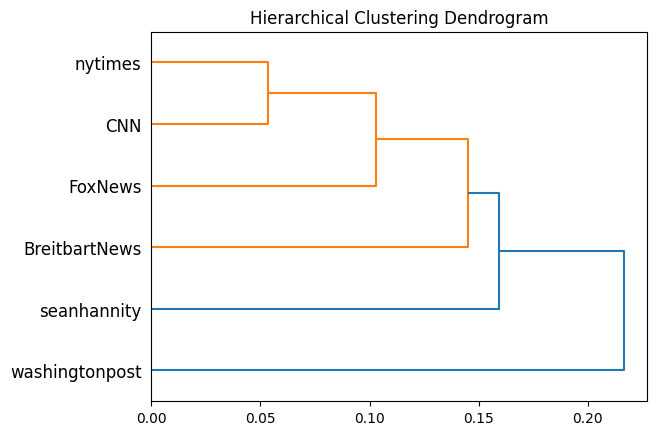 Hierarchical Clustering Dendrogram
nytimes
CNN
FoxNews
BreitbartNews
seanhannity
washingtonpost
0.00 0.05 0.10 0.15 0.20